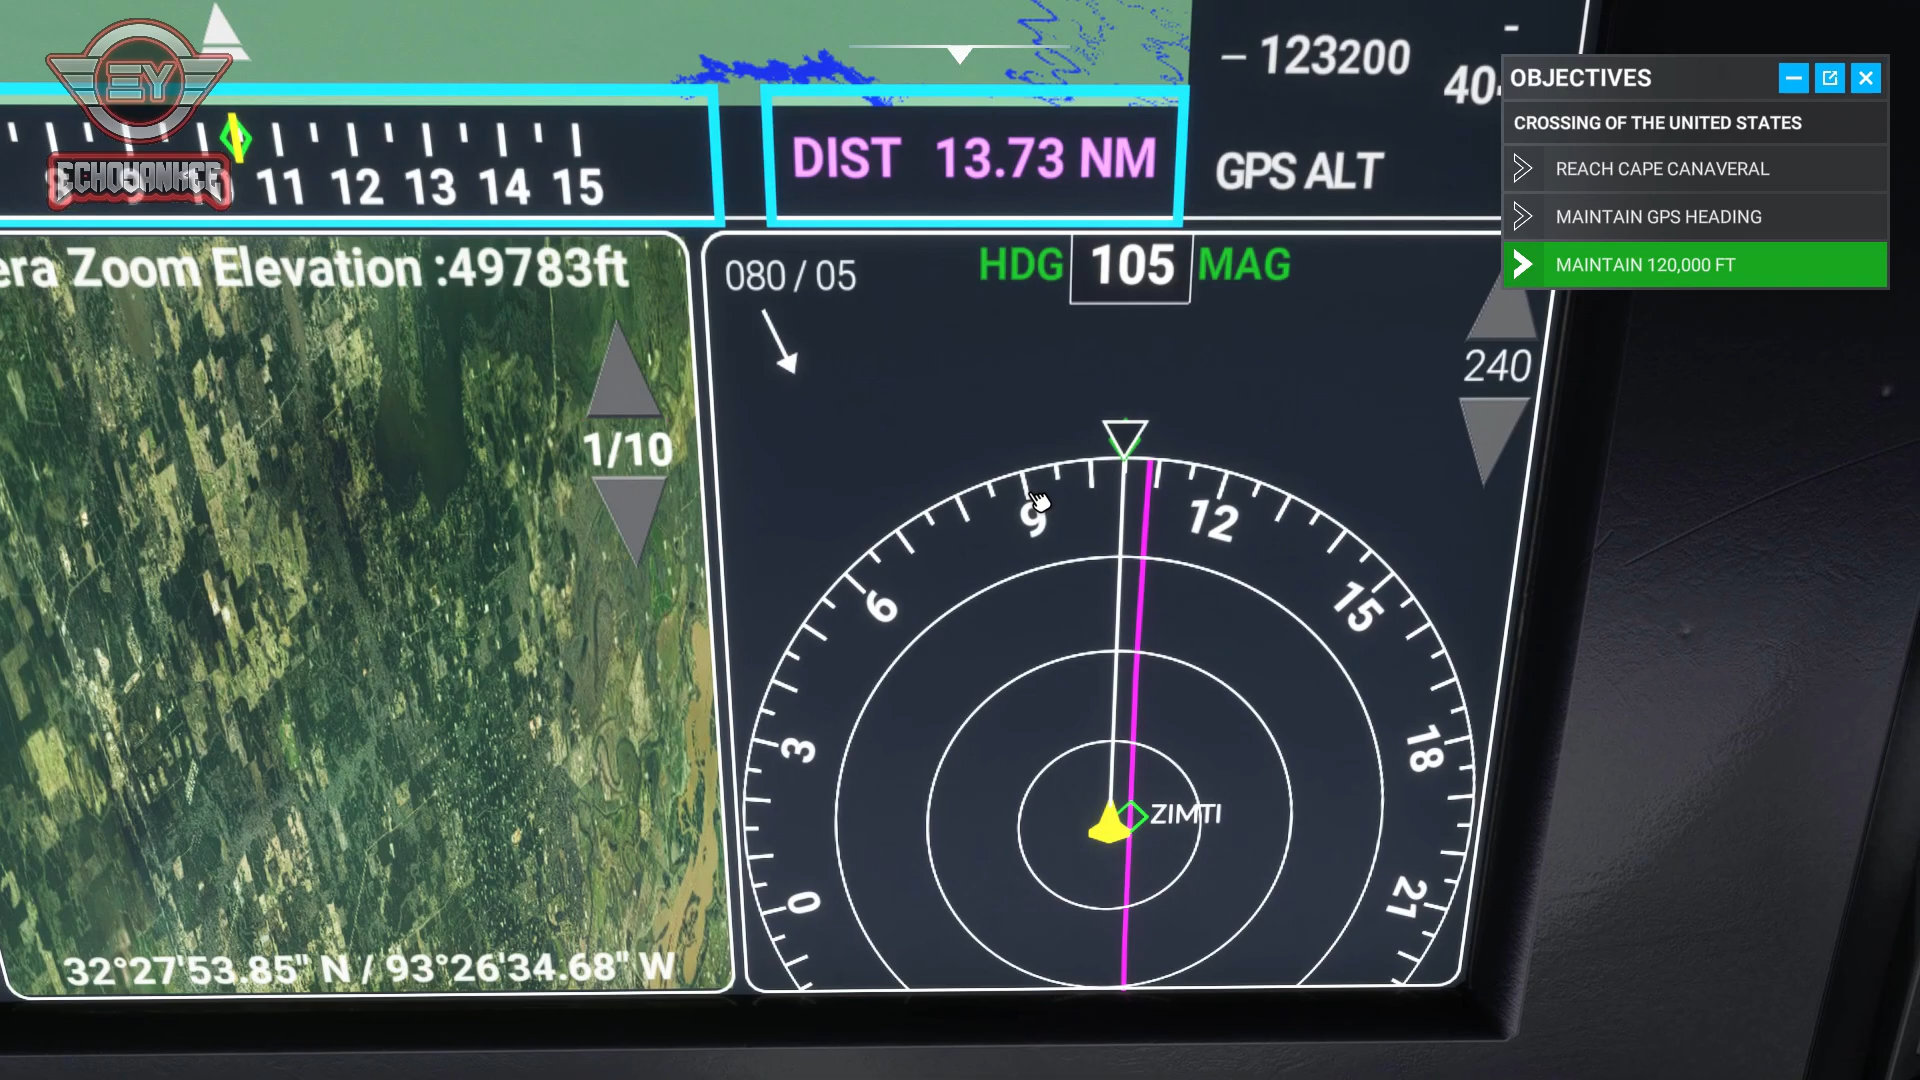 EY
ECHOYANKEE
11 12 13 14 15
DIST 13.73 NM
123200
40
GPS ALT
OBJECTIVES
CROSSING OF THE UNITED STATES
REACH CAPE CANAVERAL
MAINTAIN GPS HEADING
MAINTAIN 120,000 FT
era Zoom Elevation :49783ft
1/10
32°27'53.85" N / 93°26'34.68" W
080 / 05
HDG 105 MAG
240
0 3 6 9 12 15 18 21
ZIMTI